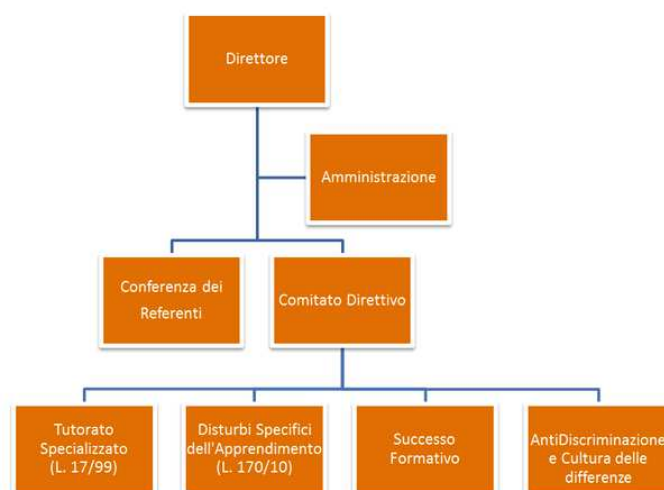 Direttore
Amministrazione
Conferenza dei
Referenti
Comitato Direttivo
Tutorato
Specializzato
(L. 17/99)
Disturbi Specifici
dell'Apprendimento
(L. 170/10)
Successo
Formativo
AntiDiscriminazione
e Cultura delle
differenze